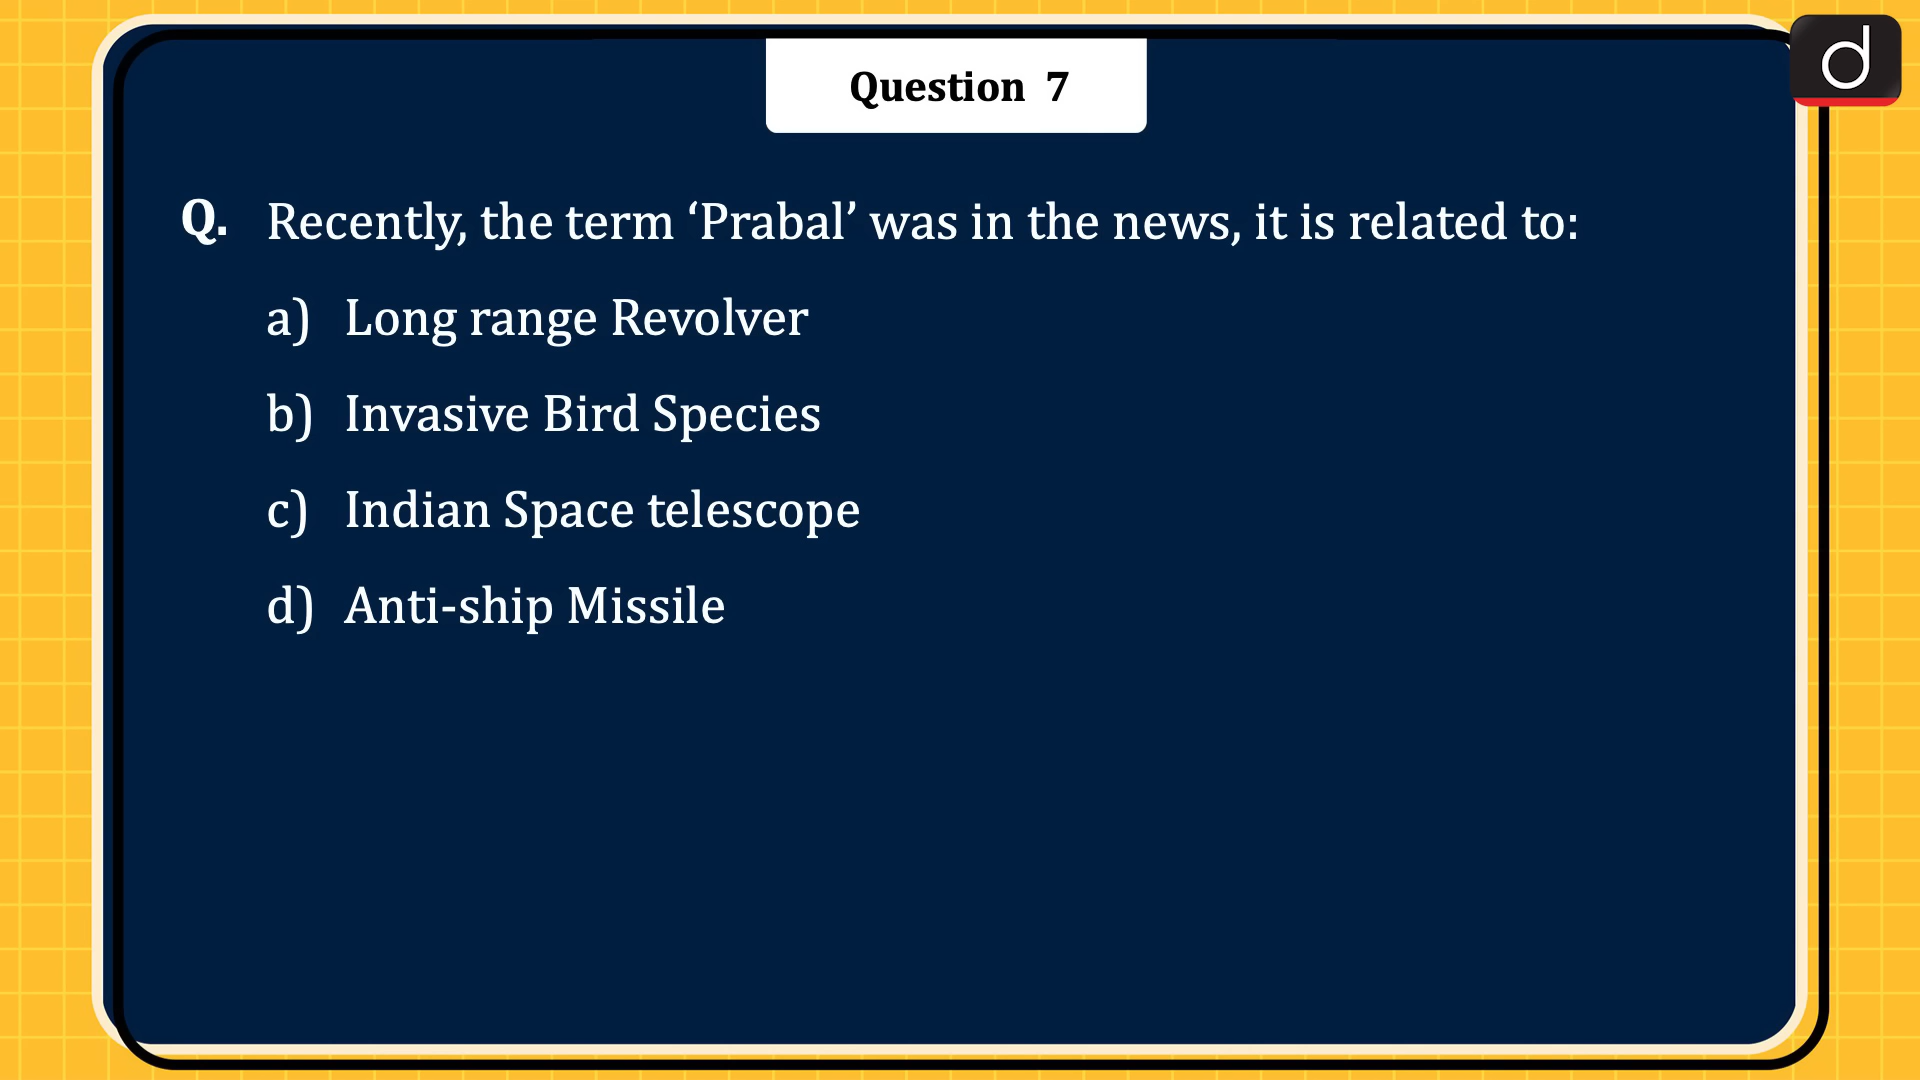 Question 7
d
Q. Recently, the term ‘Prabal’ was in the news, it is related to:
a) Long range Revolver
b) Invasive Bird Species
c) Indian Space telescope
d) Anti-ship Missile